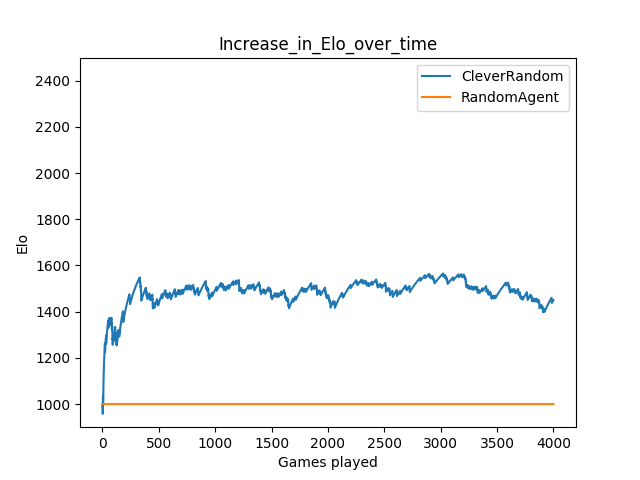 Increase_in_Elo_over_time
CleverRandom
RandomAgent
2400
2200
2000
1800
1600
1400
1200
1000
Elo
0 500 1000 1500 2000 2500 3000 3500 4000
Games played